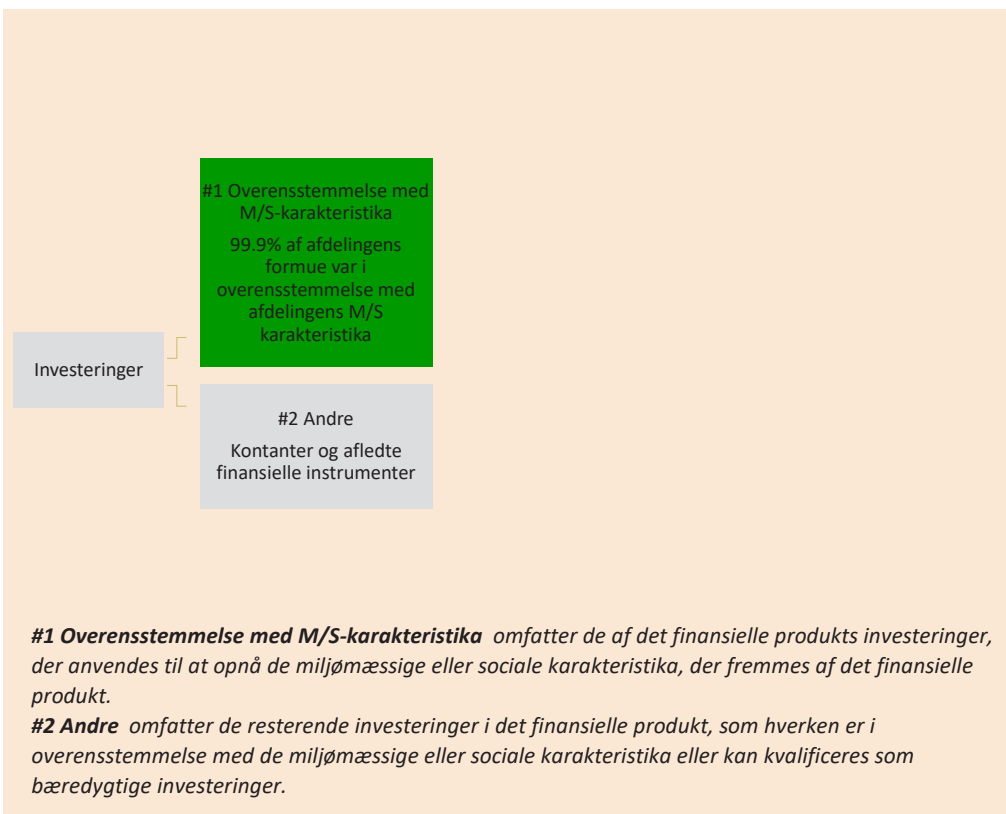 #1 Overensstemmelse med
M/S-karakteristika
99.9% af afdelingens
formue var i
overensstemmelse med
afdelingens M/S
karakteristika
Investeringer
#2 Andre
Kontanter og afledte
finansielle instrumenter
#1 Overensstemmelse med M/S-karakteristika omfatter de af det finansielle produkts investeringer,
der anvendes til at opnå de miljømæssige eller sociale karakteristika, der fremmes af det finansielle
produkt.
#2 Andre omfatter de resterende investeringer i det finansielle produkt, som hverken er i
overensstemmelse med de miljømæssige eller sociale karakteristika eller kan kvalificeres som
bæredygtige investeringer.